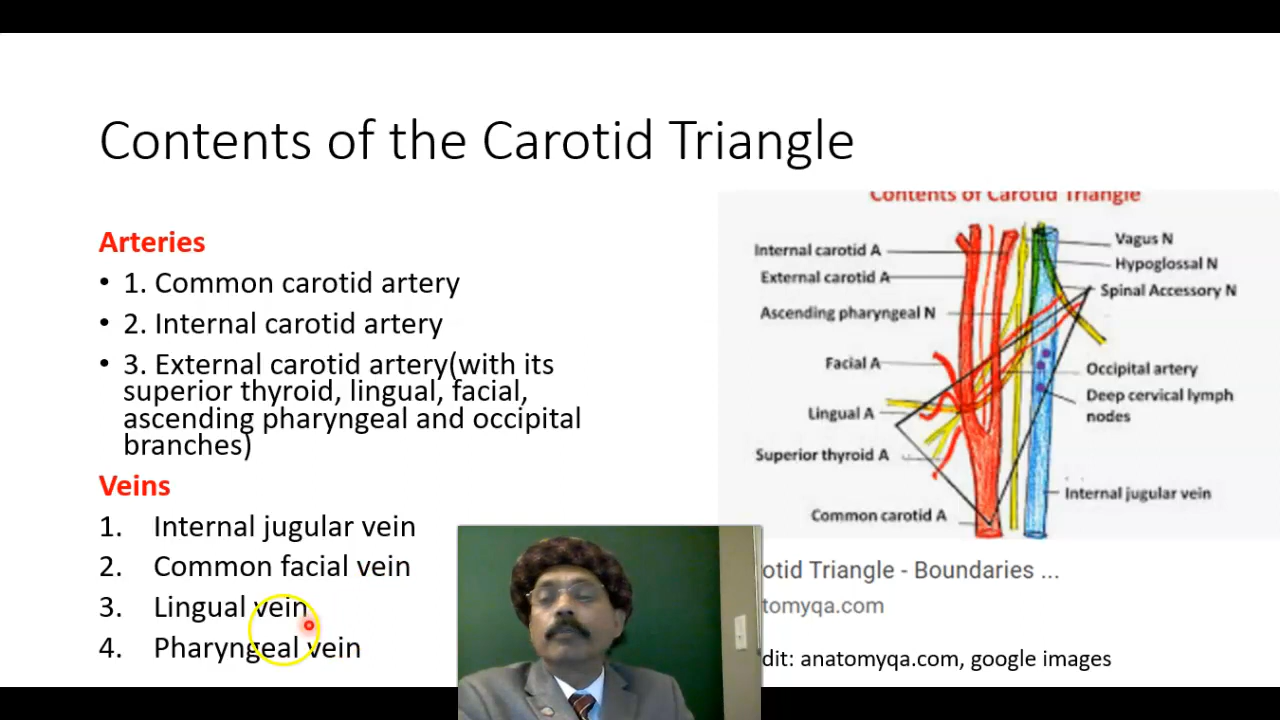 Contents of the Carotid Triangle
Arteries
• 1. Common carotid artery
• 2. Internal carotid artery
• 3. External carotid artery(with its
superior thyroid, lingual, facial,
ascending pharyngeal and occipital
branches)
Veins
1. Internal jugular vein
2. Common facial vein
3. Lingual vein
4. Pharyngeal vein
Contents of Carotid Triangle
Internal carotid A
External carotid A
Ascending pharyngeal N
Facial A
Lingual A
Superior thyroid A
Common carotid A
Vagus N
Hypoglossal N
Spinal Accessory N
Occipital artery
Deep cervical lymph
nodes
Internal jugular vein
otid Triangle - Boundaries ...
tomyqa.com
dit: anatomyqa.com, google images